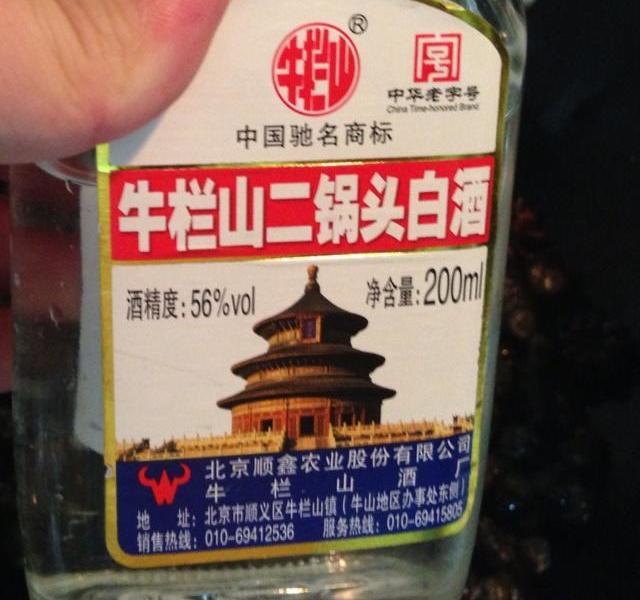 牛栏山
®
中华老字号
China Time-honored Brand
中国驰名商标
牛栏山二锅头白酒
酒精度:56%vol
净含量:200ml
北京顺鑫农业股份有限公司
牛栏山酒厂
地 址:北京市顺义区牛栏山镇(牛山地区办事处东侧)
销售热线:010-69412536 服务热线:010-69415805